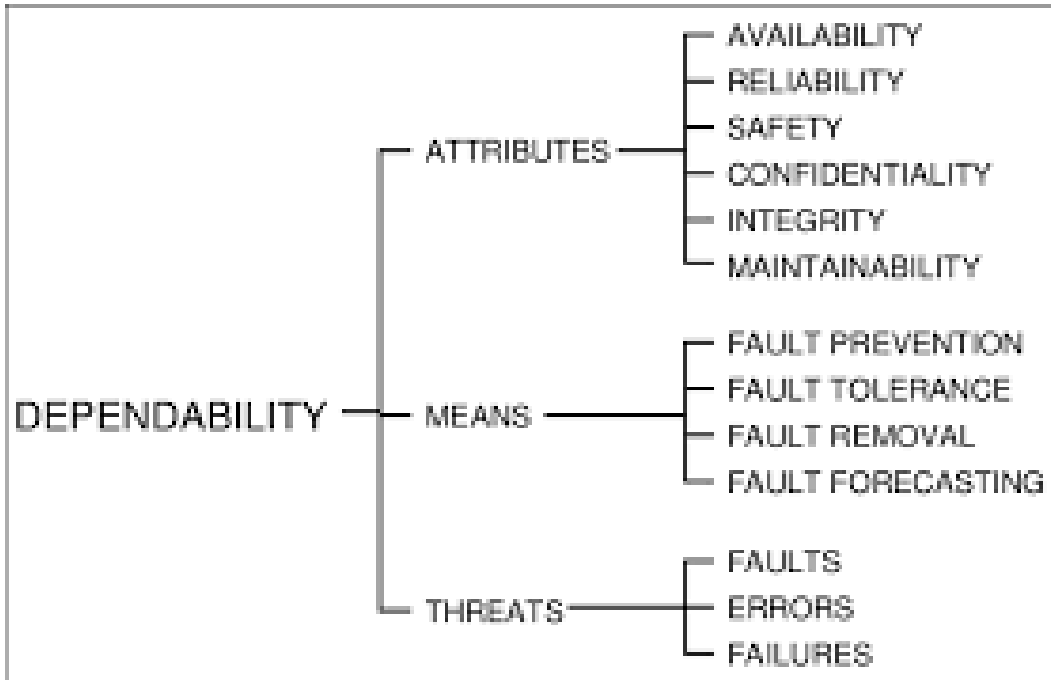 AVAILABILITY
RELIABILITY
SAFETY
ATTRIBUTES
CONFIDENTIALITY
INTEGRITY
MAINTAINABILITY
FAULT PREVENTION
FAULT TOLERANCE
DEPENDABILITY
MEANS
FAULT REMOVAL
FAULT FORECASTING
FAULTS
THREATS
ERRORS
FAILURES